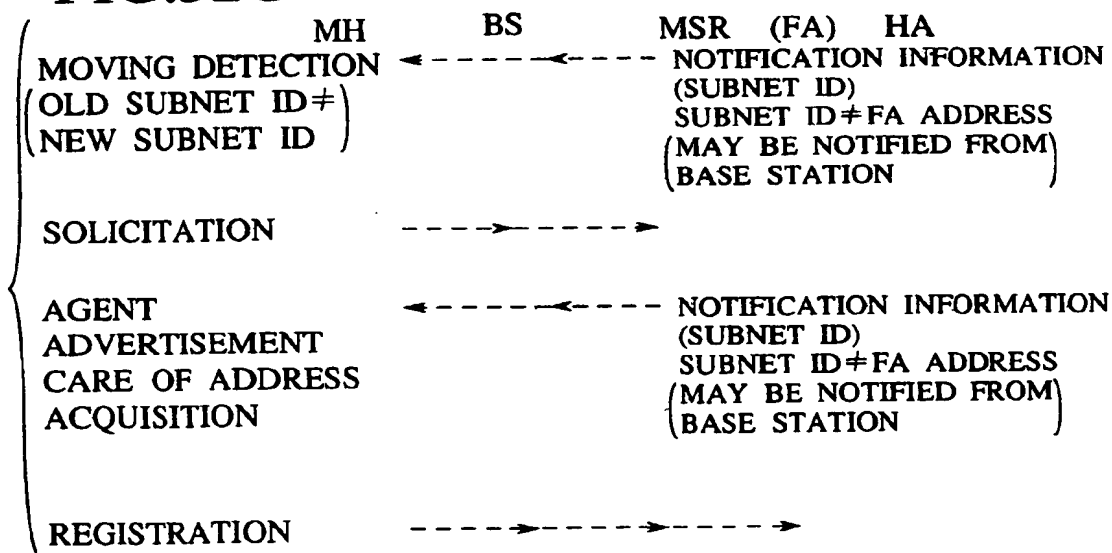 MH BS MSR (FA) HA
MOVING DETECTION NOTIFICATION INFORMATION
(OLD SUBNET ID≠ (SUBNET ID)
NEW SUBNET ID) SUBNET ID≠FA ADDRESS
(MAY BE NOTIFIED FROM
BASE STATION)
SOLICITATION
AGENT NOTIFICATION INFORMATION
ADVERTISEMENT (SUBNET ID)
CARE OF ADDRESS SUBNET ID≠FA ADDRESS
ACQUISITION (MAY BE NOTIFIED FROM
BASE STATION)
REGISTRATION